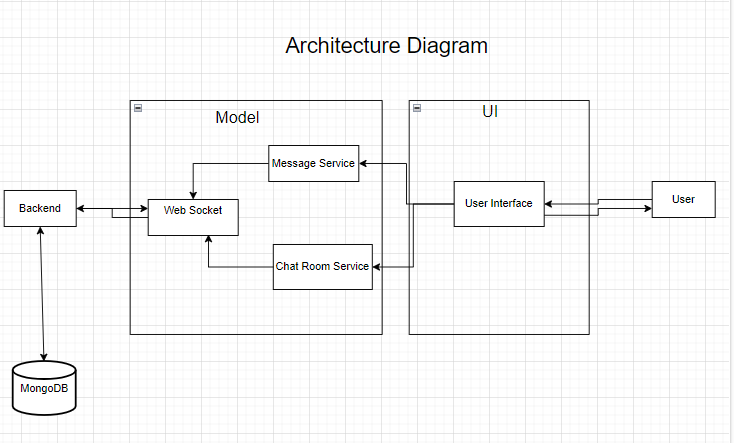 Architecture Diagram
Model
UI
Message Service
Backend
Web Socket
User Interface
User
Chat Room Service
MongoDB